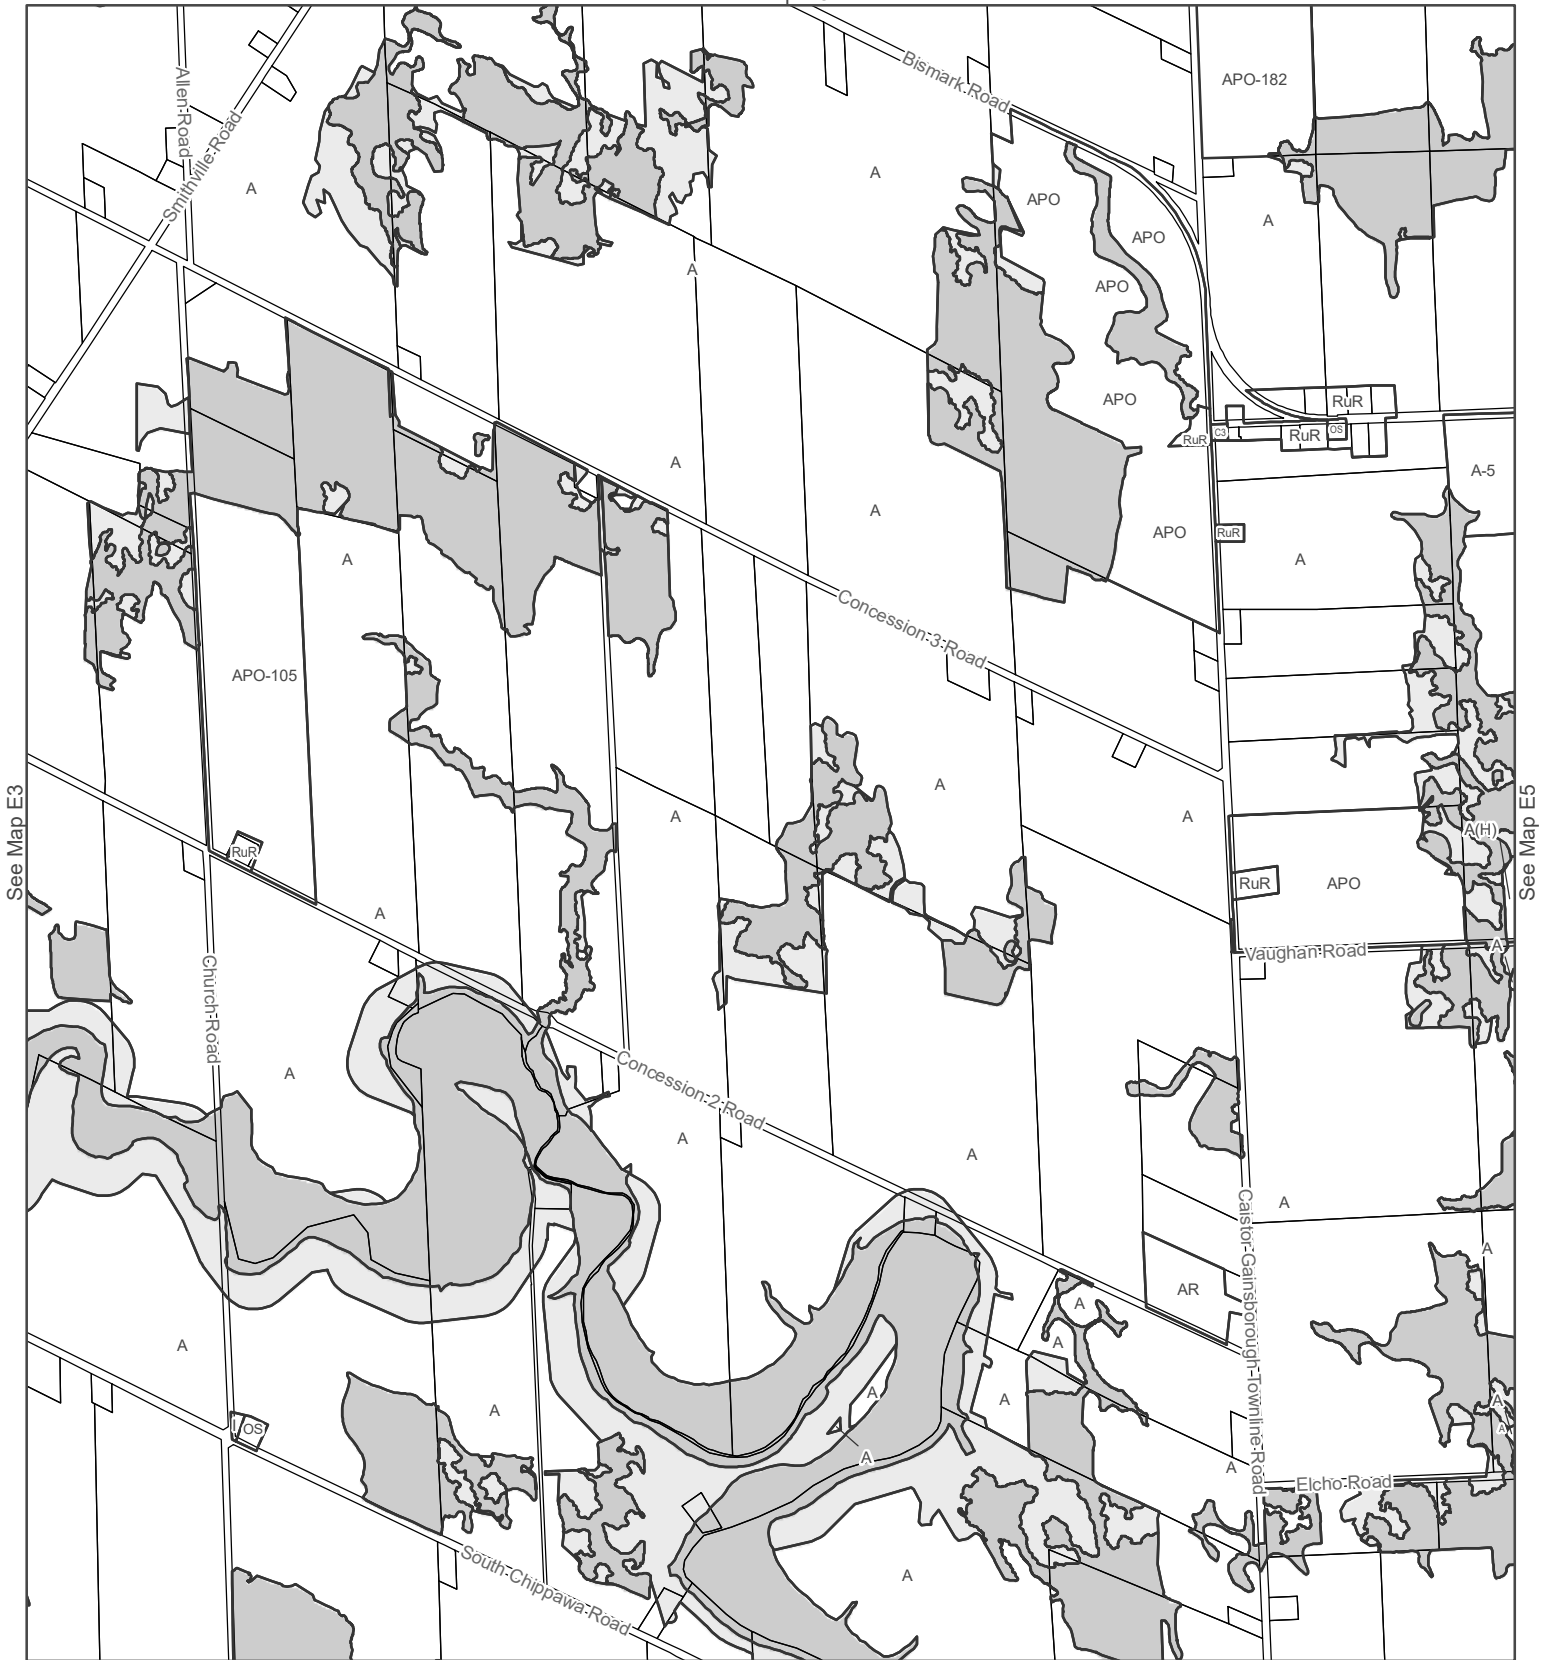 Bismark Road
APO-182
Allen Road
Smithville Road
A
A
APO
A
APO
A
APO
APO
RuR
RuR
OS
C3
RuR
A-5
A
A
APO
RuR
A
A
Concession 3 Road
APO-105
See Map E3
See Map E5
A
A
A
A(H)
RuR
RuR
APO
A
Vaughan Road
A
Church Road
A
Concession 2 Road
A
A
Caistor-Gainsborough Townline Road
A
A
AR
A
A
A
A
A
A
A
A
I
OS
A
A
A
Elcho Road
South Chippawa Road
A